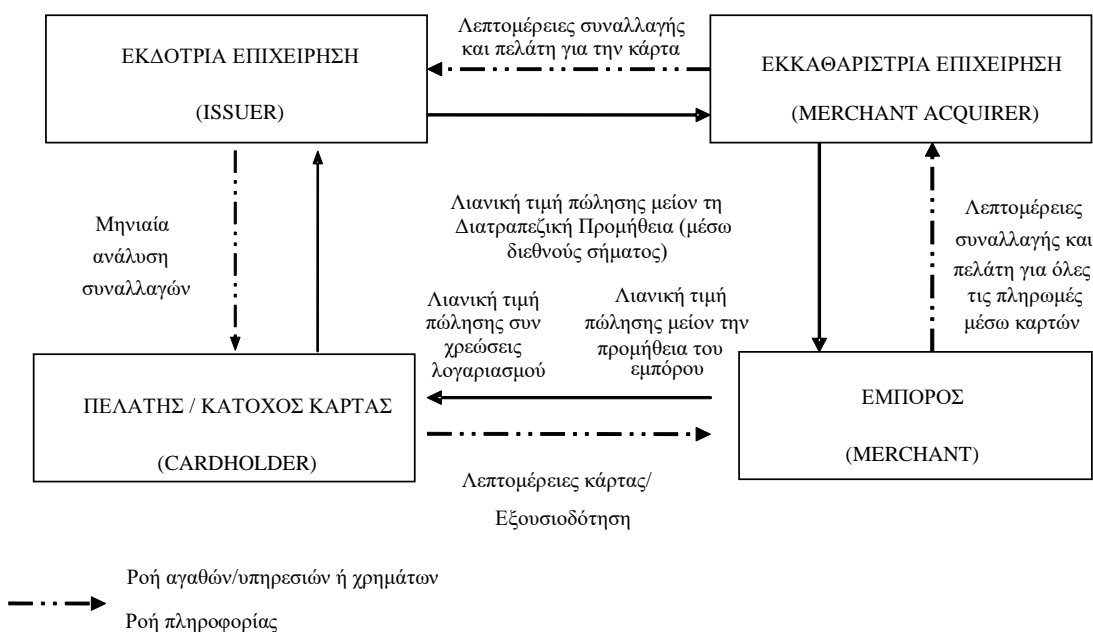 Λεπτομέρειες συναλλαγής
και πελάτη για την κάρτα
ΕΚΔΟΤΡΙΑ ΕΠΙΧΕΙΡΗΣΗ
(ISSUER)
ΕΚΚΑΘΑΡΙΣΤΡΙΑ ΕΠΙΧΕΙΡΗΣΗ
(MERCHANT ACQUIRER)
Μηνιαία
ανάλυση
συναλλαγών
Λιανική τιμή πώλησης μείον τη
Διατραπεζική Προμήθεια (μέσω
διεθνούς σήματος)
Λεπτομέρειες
συναλλαγής και
πελάτη για όλες
τις πληρωμές
μέσω καρτών
Λιανική τιμή
πώλησης συν
χρεώσεις
λογαριασμού
Λιανική τιμή
πώλησης μείον την
προμήθεια του
εμπόρου
ΠΕΛΑΤΗΣ / ΚΑΤΟΧΟΣ ΚΑΡΤΑΣ
(CARDHOLDER)
ΕΜΠΟΡΟΣ
(MERCHANT)
Λεπτομέρειες κάρτας/
Εξουσιοδότηση
Ροή αγαθών/υπηρεσιών ή χρημάτων
Ροή πληροφορίας